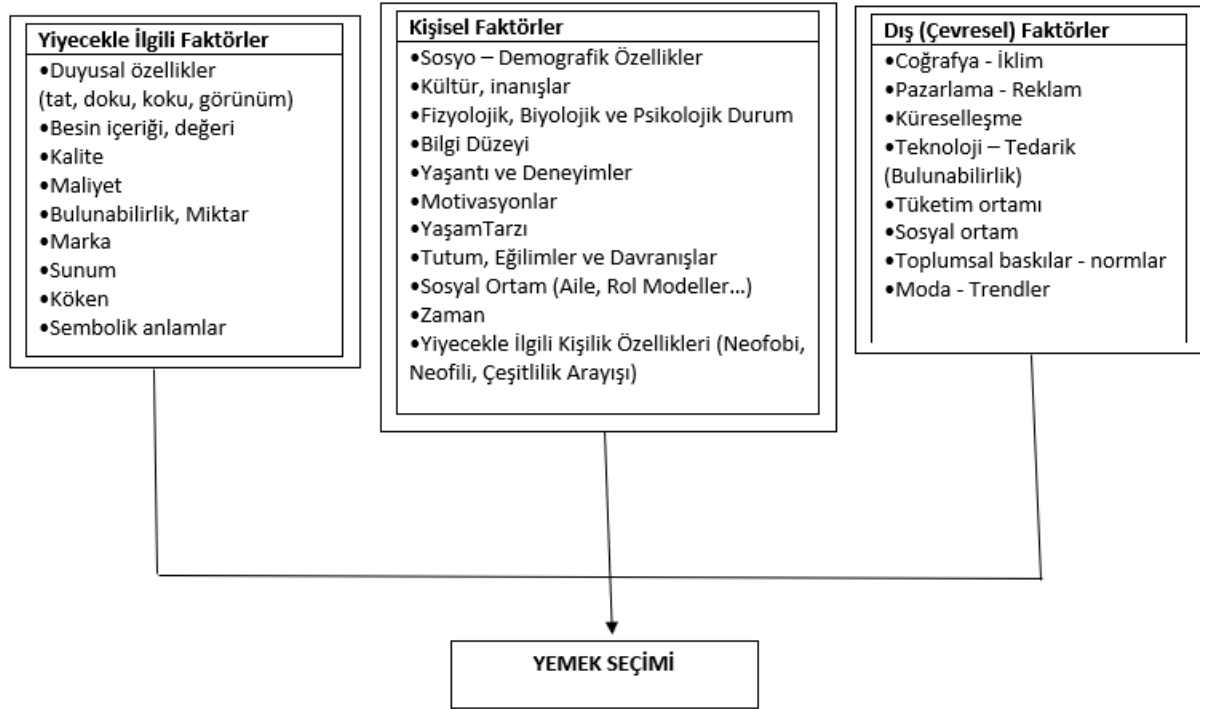 Yiyecekle İlgili Faktörler
•Duyusal özellikler
(tat, doku, koku, görünüm)
•Besin içeriği, değeri
•Kalite
•Maliyet
•Bulunabilirlik, Miktar
•Marka
•Sunum
•Köken
•Sembolik anlamlar
Kişisel Faktörler
•Sosyo – Demografik Özellikler
•Kültür, inanışlar
•Fizyolojik, Biyolojik ve Psikolojik Durum
•Bilgi Düzeyi
•Yaşantı ve Deneyimler
•Motivasyonlar
•YaşamTarzı
•Tutum, Eğilimler ve Davranışlar
•Sosyal Ortam (Aile, Rol Modeller...)
•Zaman
•Yiyecekle İlgili Kişilik Özellikleri (Neofobi,
Neofili, Çeşitlilik Arayışı)
Dış (Çevresel) Faktörler
•Coğrafya - İklim
•Pazarlama - Reklam
•Küreselleşme
•Teknoloji – Tedarik
(Bulunabilirlik)
•Tüketim ortamı
•Sosyal ortam
•Toplumsal baskılar - normlar
•Moda - Trendler
YEMEK SEÇİMİ